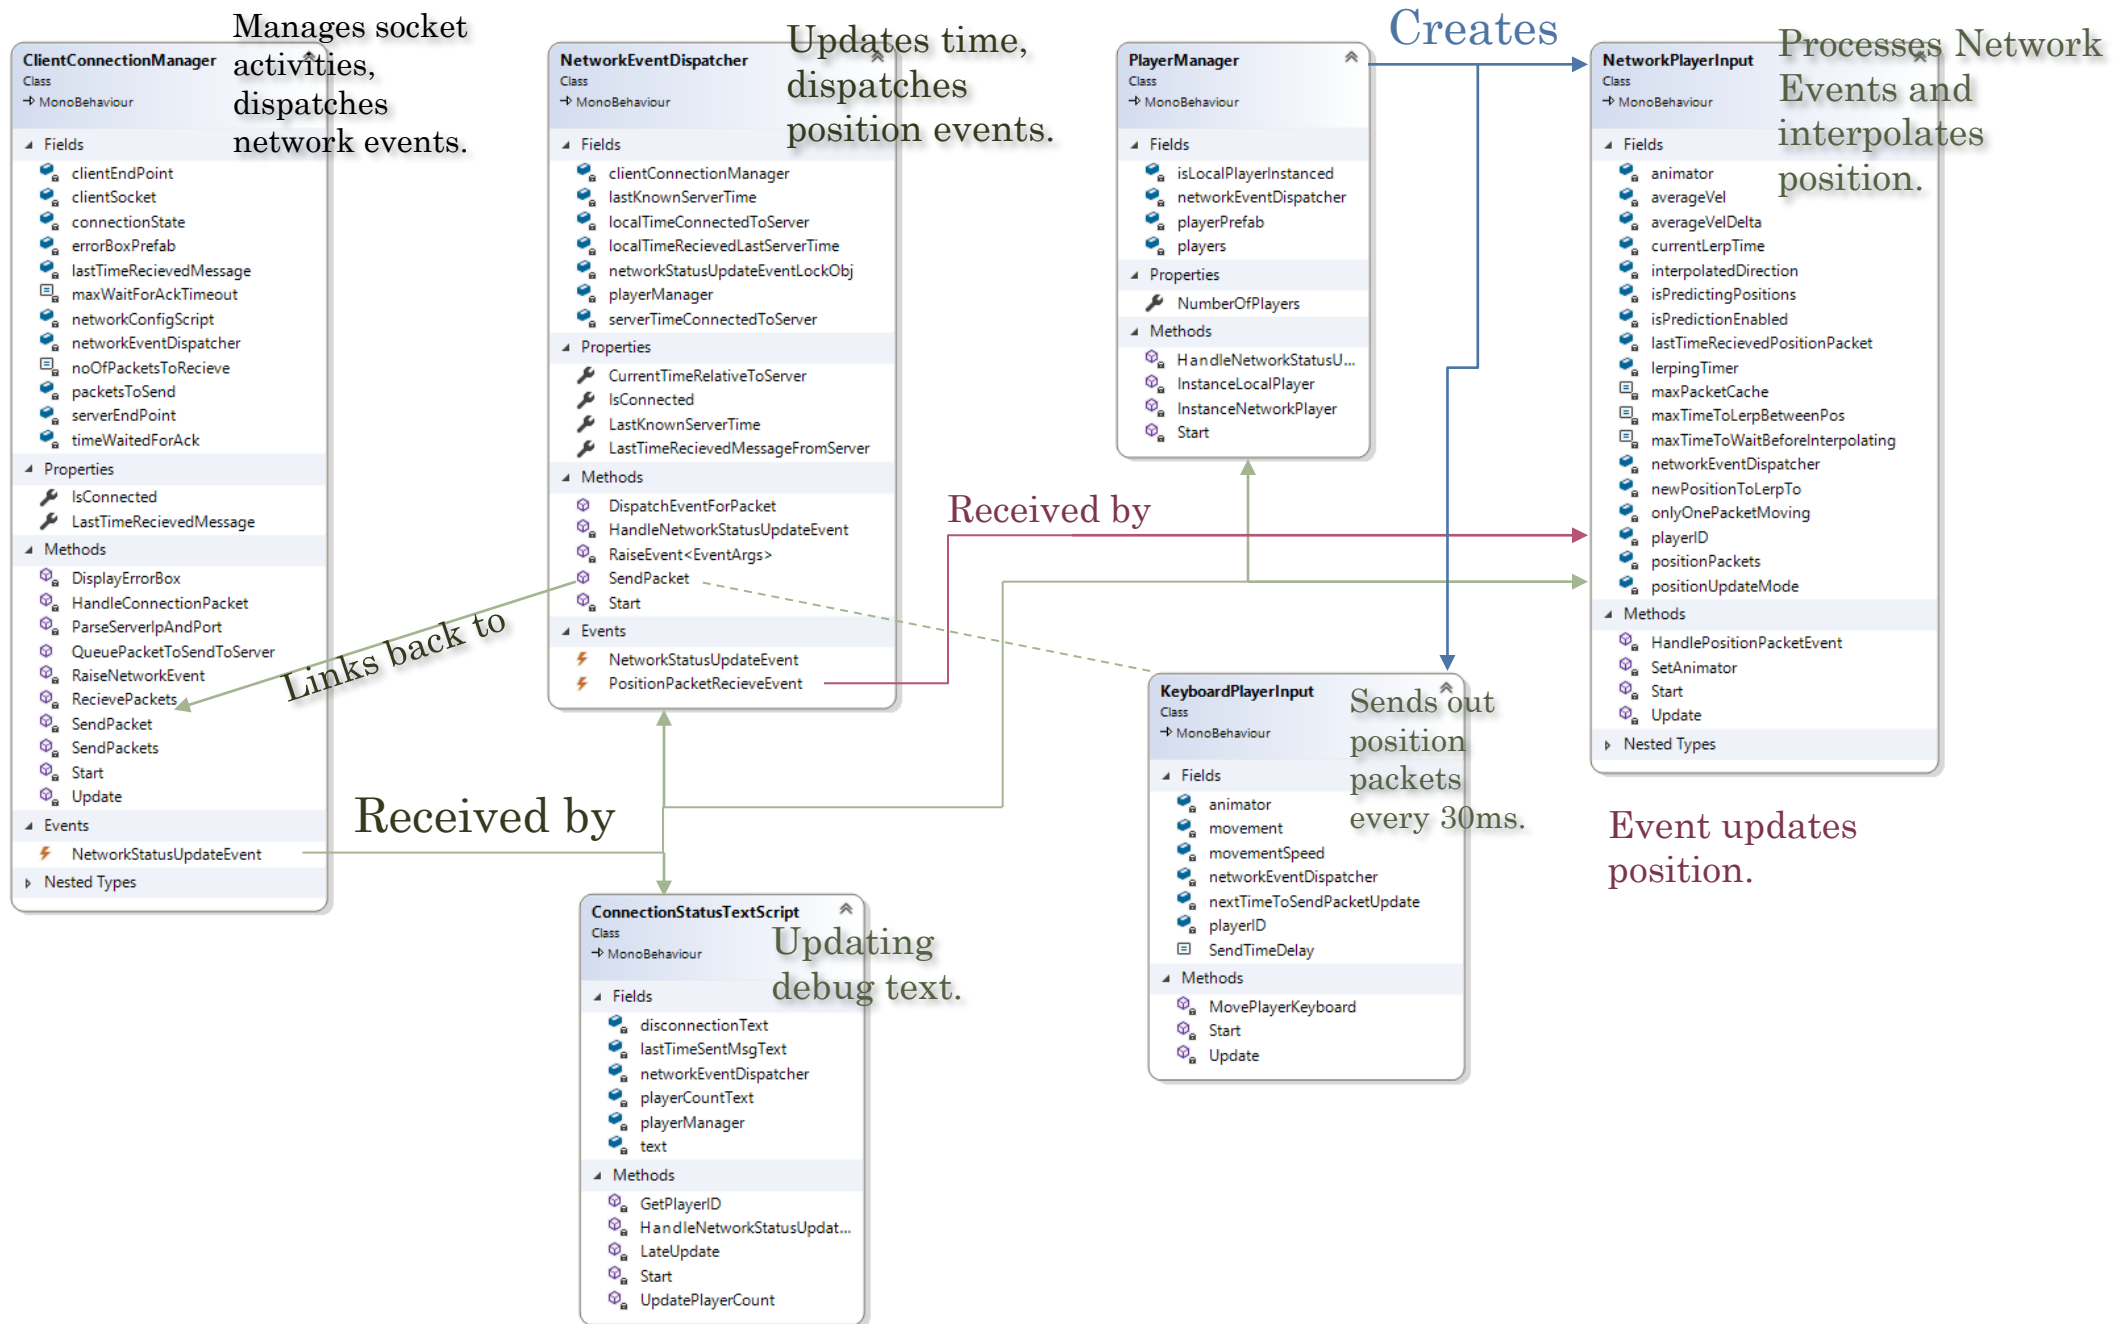 ClientConnectionManager
Class
MonoBehaviour
Manages socket
activities,
dispatches
network events.
Fields
clientEndPoint
clientSocket
connectionState
errorBoxPrefab
lastTimeRecievedMessage
maxWaitForAckTimeout
networkConfigScript
networkEventDispatcher
noOfPacketsToRecieve
packetsToSend
serverEndPoint
timeWaitedForAck
Properties
IsConnected
LastTimeRecievedMessage
Methods
DisplayErrorBox
HandleConnectionPacket
ParseServerIpAndPort
QueuePacketToSendToServer
RaiseNetworkEvent
RecievePackets
SendPacket
SendPackets
Start
Update
Events
NetworkStatusUpdateEvent
Nested Types
Links back to
Received by
NetworkEventDispatcher
Class
MonoBehaviour
Updates time,
dispatches
position events.
Fields
clientConnectionManager
lastKnownServerTime
localTimeConnectedToServer
localTimeRecievedLastServerTime
networkStatusUpdateEventLockObj
playerManager
serverTimeConnectedToServer
Properties
CurrentTimeRelativeToServer
IsConnected
LastKnownServerTime
LastTimeRecievedMessageFromServer
Methods
DispatchEventForPacket
HandleNetworkStatusUpdateEvent
RaiseEvent<EventArgs>
SendPacket
Start
Events
NetworkStatusUpdateEvent
PositionPacketRecieveEvent
Received by
ConnectionStatusTextScript
Class
MonoBehaviour
Updating
debug text.
Fields
disconnectionText
lastTimeSentMsgText
networkEventDispatcher
playerCountText
playerManager
text
Methods
GetPlayerID
HandleNetworkStatusUpdat...
LateUpdate
Start
UpdatePlayerCount
PlayerManager
Class
MonoBehaviour
Fields
isLocalPlayerInstanced
networkEventDispatcher
playerPrefab
players
Properties
NumberOfPlayers
Methods
HandleNetworkStatusU...
InstanceLocalPlayer
InstanceNetworkPlayer
Start
Creates
KeyboardPlayerInput
Class
MonoBehaviour
Sends out
position
packets
every 30ms.
Fields
animator
movement
movementSpeed
networkEventDispatcher
nextTimeToSendPacketUpdate
playerID
SendTimeDelay
Methods
MovePlayerKeyboard
Start
Update
NetworkPlayerInput
Class
MonoBehaviour
Processes Network
Events and
interpolates
position.
Fields
animator
averageVel
averageVelDelta
currentLerpTime
interpolatedDirection
isPredictingPositions
isPredictionEnabled
lastTimeRecievedPositionPacket
lerpingTimer
maxPacketCache
maxTimeToLerpBetweenPos
maxTimeToWaitBeforeInterpolating
networkEventDispatcher
newPositionToLerpTo
onlyOnePacketMoving
playerID
positionPackets
positionUpdateMode
Methods
HandlePositionPacketEvent
SetAnimator
Start
Update
Nested Types
Event updates
position.